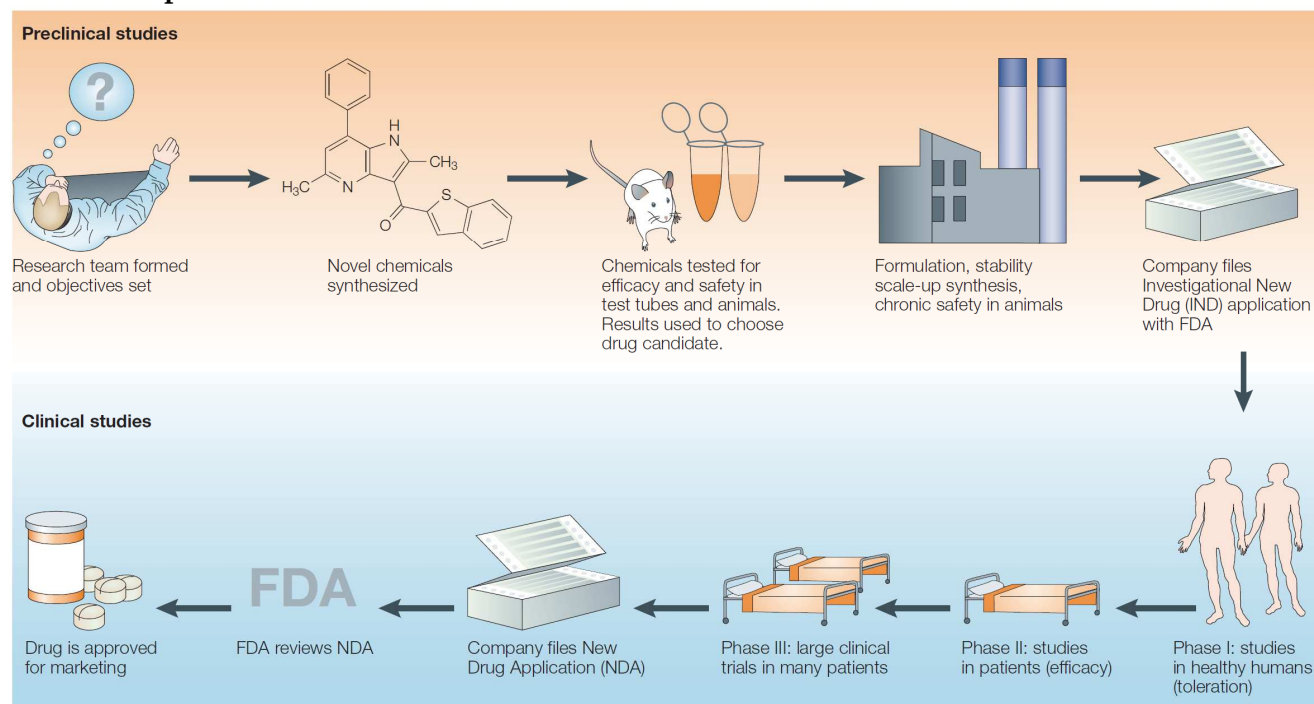 Preclinical studies
?
H
N
CH3
H3C
N
S
O
Research team formed
and objectives set
Novel chemicals
synthesized
Chemicals tested for
efficacy and safety in
test tubes and animals.
Results used to choose
drug candidate.
Formulation, stability
scale-up synthesis,
chronic safety in animals
Company files
Investigational New
Drug (IND) application
with FDA
Clinical studies
Drug is approved
for marketing
FDA
FDA reviews NDA
Company files New
Drug Application (NDA)
Phase III: large clinical
trials in many patients
Phase II: studies
in patients (efficacy)
Phase I: studies
in healthy humans
(toleration)